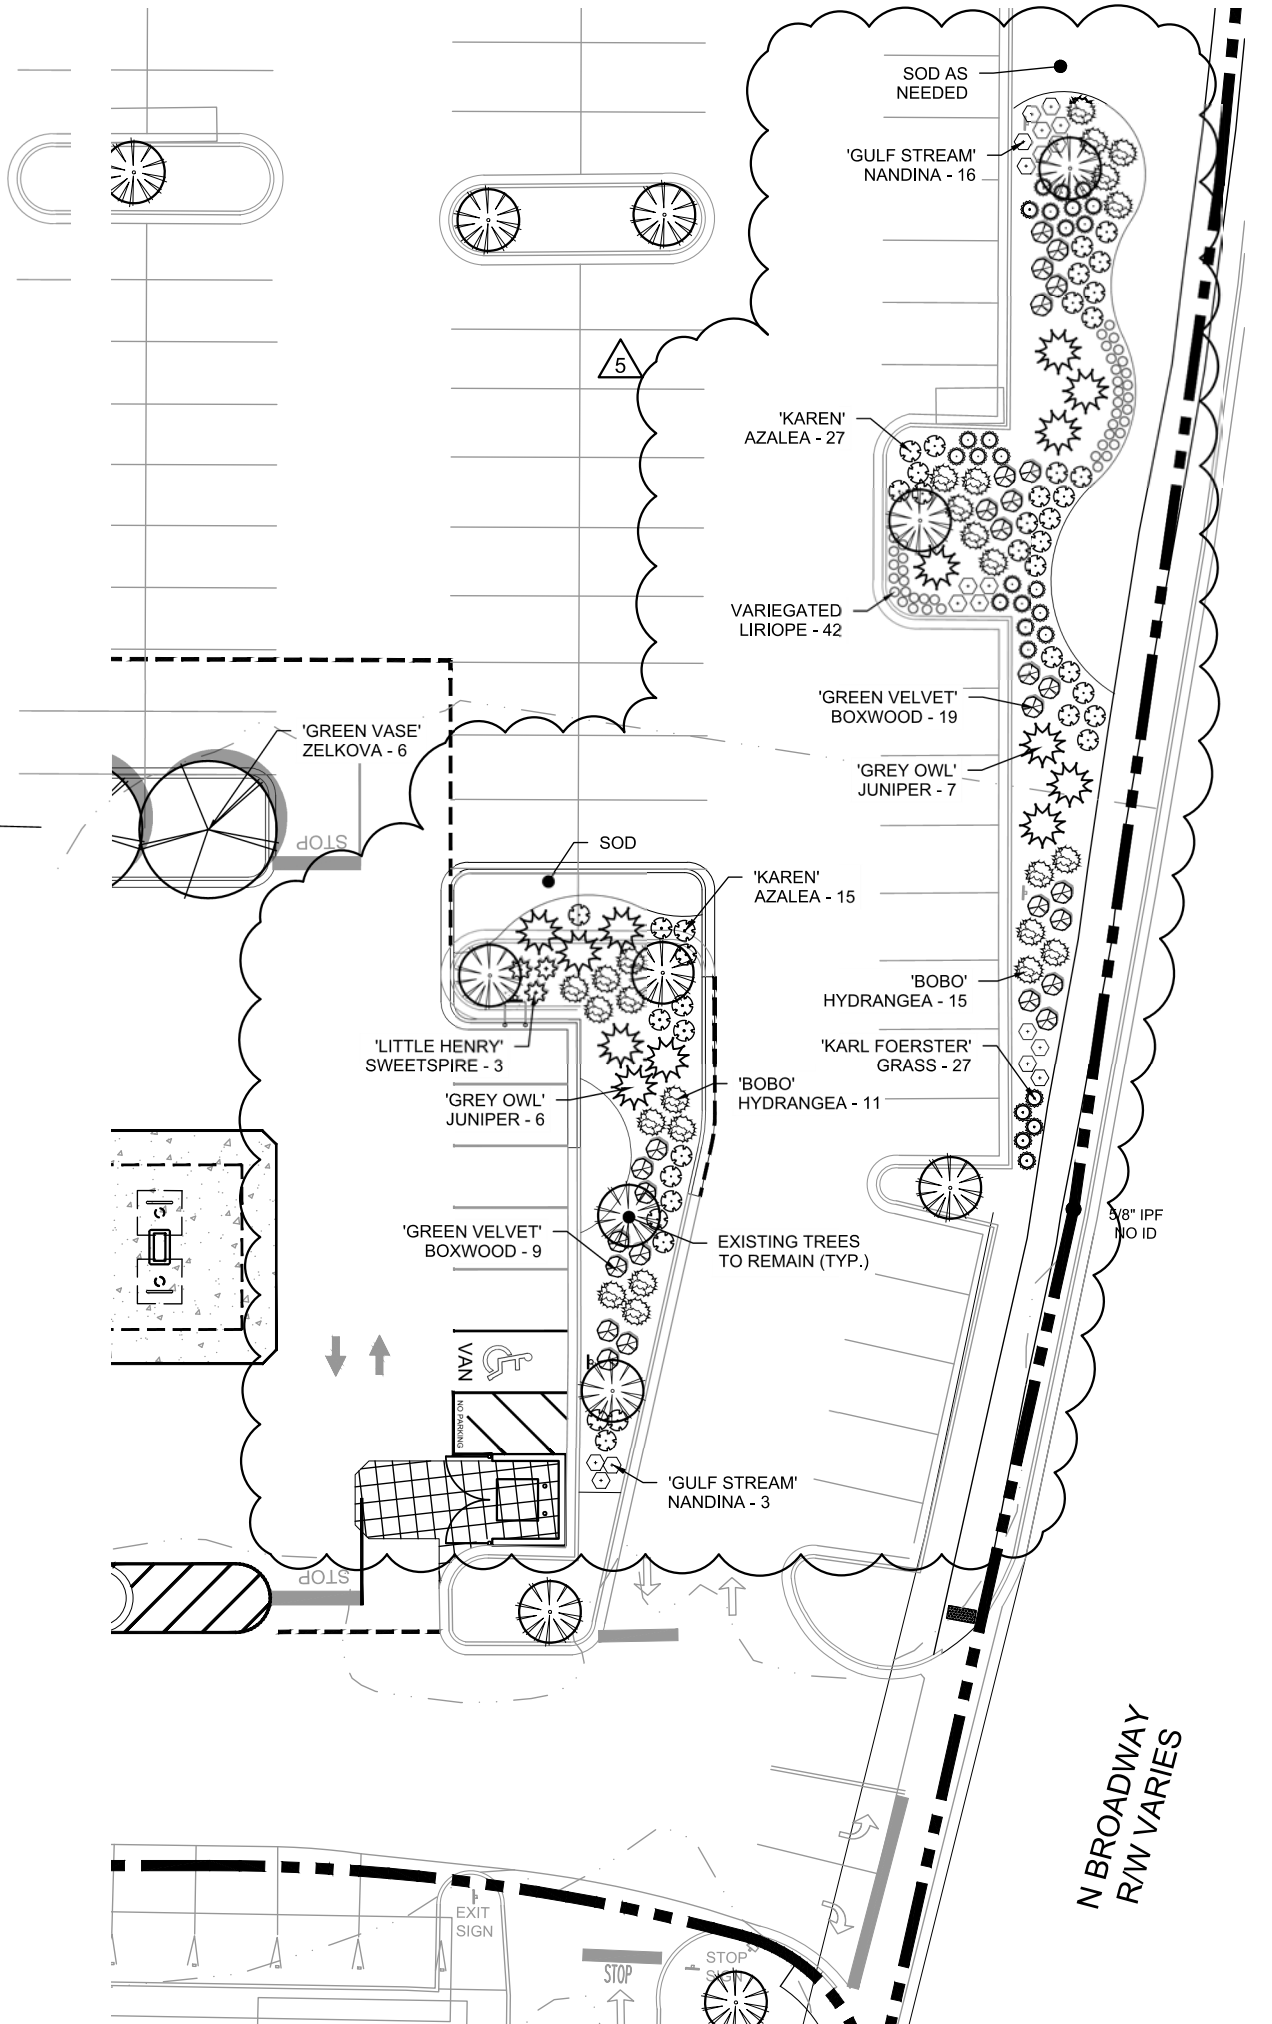 SOD AS
NEEDED
'GULF STREAM'
NANDINA - 16
5
'KAREN'
AZALEA - 27
VARIEGATED
LIRIOPE - 42
'GREEN VELVET'
BOXWOOD - 19
'GREEN VASE'
ZELKOVA - 6
'GREY OWL'
JUNIPER - 7
STOP
SOD
'KAREN'
AZALEA - 15
'BOBO'
HYDRANGEA - 15
'LITTLE HENRY'
SWEETSPIRE - 3
'KARL FOERSTER'
GRASS - 27
'GREY OWL'
JUNIPER - 6
'BOBO'
HYDRANGEA - 11
5/8" IPF
NO ID
'GREEN VELVET'
BOXWOOD - 9
EXISTING TREES
TO REMAIN (TYP.)
VAN
NO PARKING
'GULF STREAM'
NANDINA - 3
STOP
N BROADWAY
R/W VARIES
EXIT
SIGN
STOP
STOP
SIGN